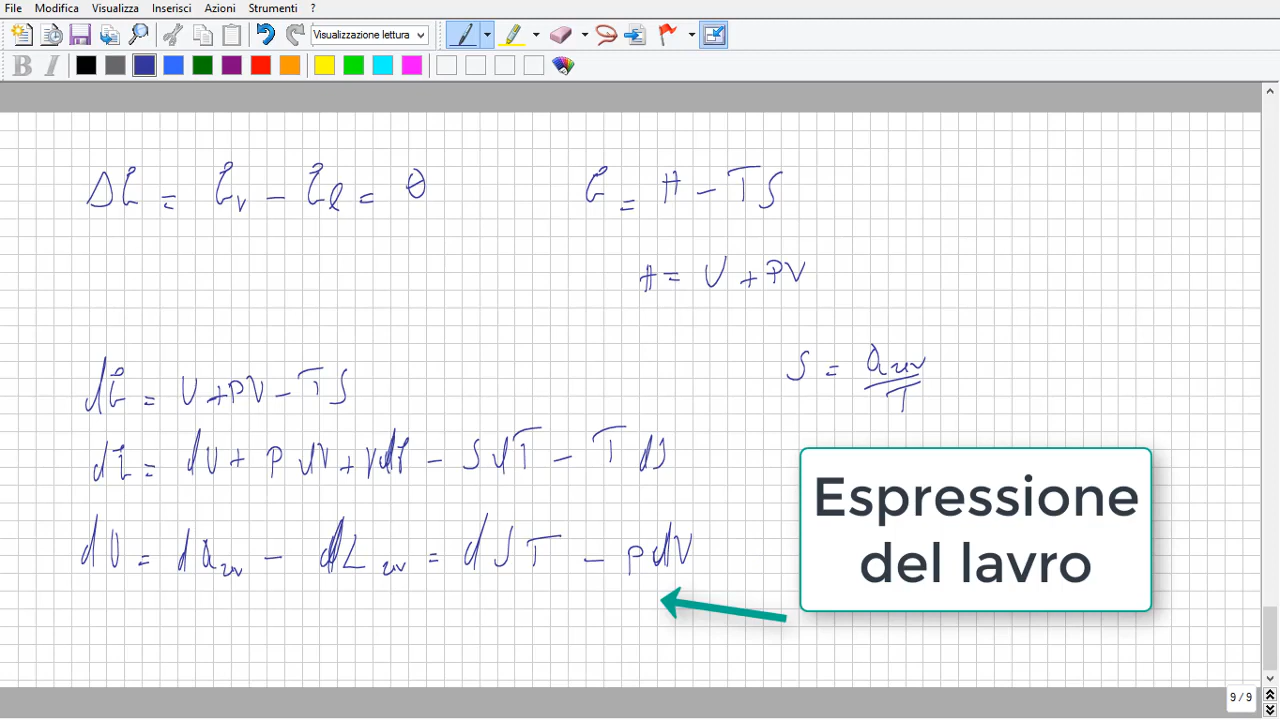 File Modifica Visualizza Inserisci Azioni Strumenti ?
Visualizzazione lettura
B I
ΔG = Gv - Gl = 0
G = H - TS
H = U + PV
S = Qrev / T
dG = U + PV - TS
dG = dU + P dV + VdP - S dT - T dS
dU = dQrev - dLrev = dS T - P dV
Espressione
del lavro
9 / 9